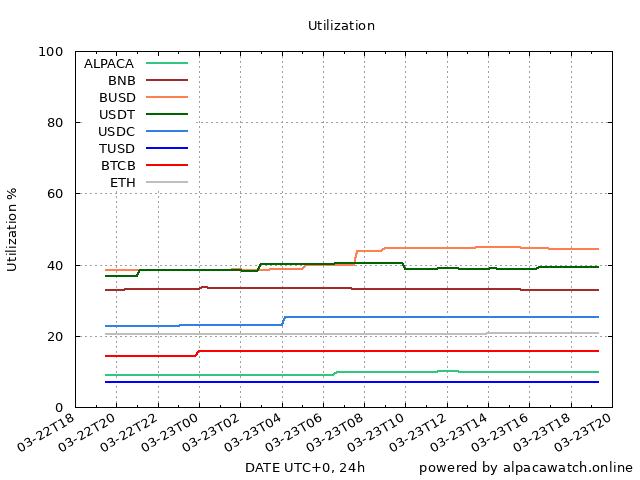 Utilization
100
80
60
40
20
0
Utilization %
ALPACA
BNB
BUSD
USDT
USDC
TUSD
BTCB
ETH
03-22T18
03-22T20
03-22T22
03-23T00
03-23T02
03-23T04
03-23T06
03-23T08
03-23T10
03-23T12
03-23T14
03-23T16
03-23T18
03-23T20
DATE UTC+0, 24h
powered by alpacawatch.online